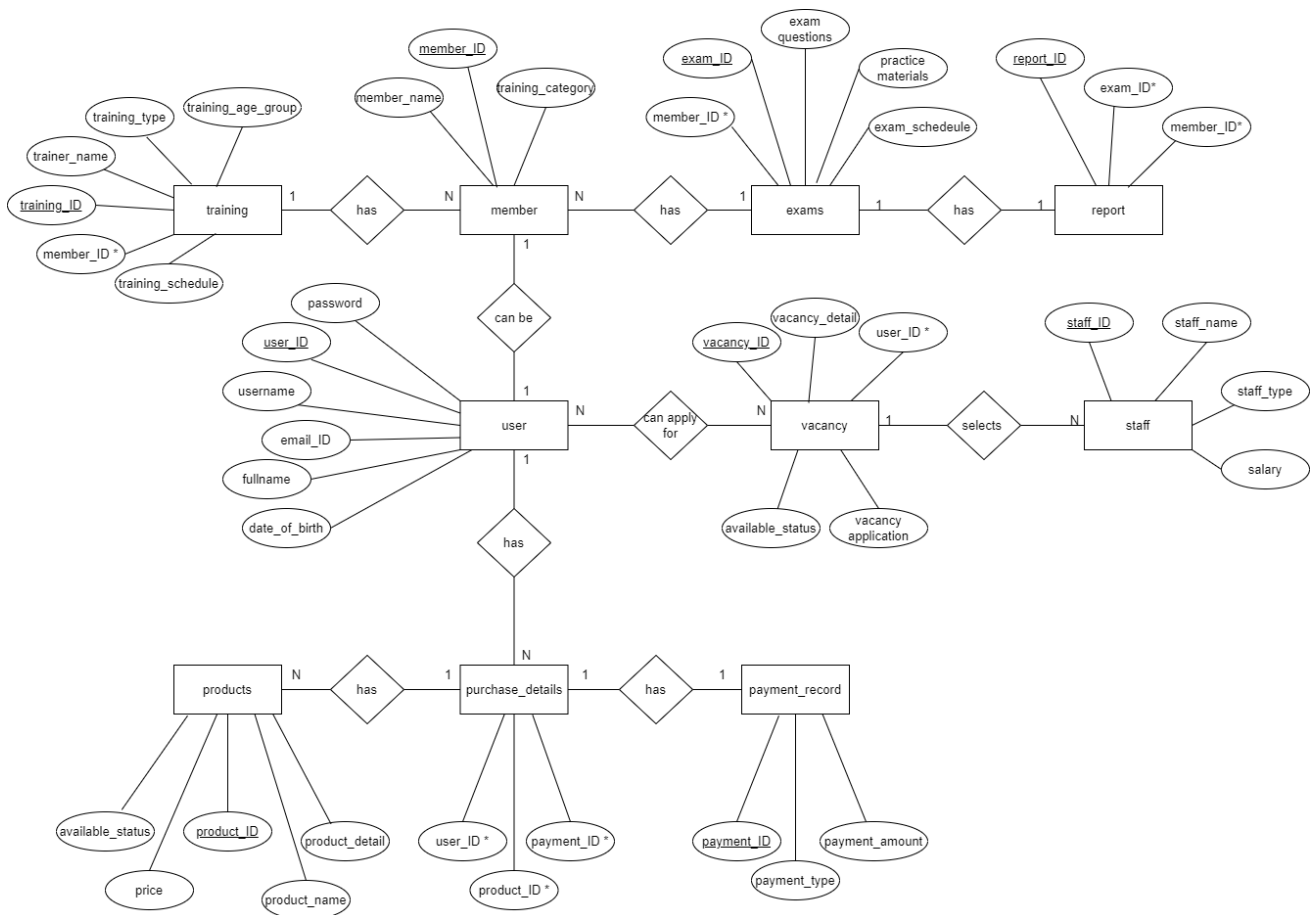 exam
questions
member_ID
exam_ID
report_ID
practice
materials
training_category
exam_ID*
member_name
training_age_group
training_type
member_ID *
exam_schedeule
member_ID*
trainer_name
training_ID
training
1
has
N
member
N
has
1
exams
1
has
1
report
member_ID *
1
training_schedule
password
can be
vacancy_detail
user_ID *
staff_ID
staff_name
user_ID
vacancy_ID
username
1
staff_type
email_ID
user
N
can apply
for
N
vacancy
1
selects
N
staff
1
fullname
salary
date_of_birth
available_status
vacancy
application
has
N
products
N
has
1
purchase_details
1
has
1
payment_record
available_status
product_ID
product_detail
user_ID *
payment_ID *
payment_ID
payment_amount
price
product_name
product_ID *
payment_type